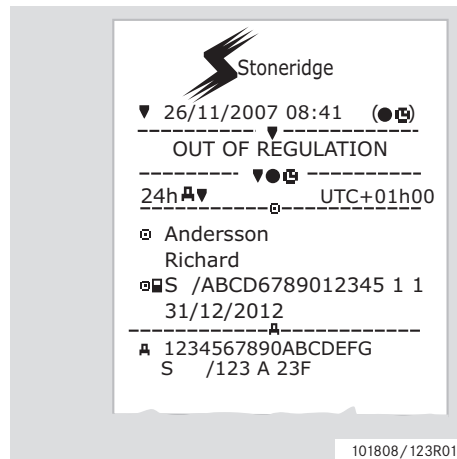 Stoneridge
26/11/2007 08:41 ()
OUT OF REGULATION
24h UTC+01h00
Andersson
Richard
S /ABCD6789012345 1 1
31/12/2012
1234567890ABCDEFG
S /123 A 23F
101808/123R01